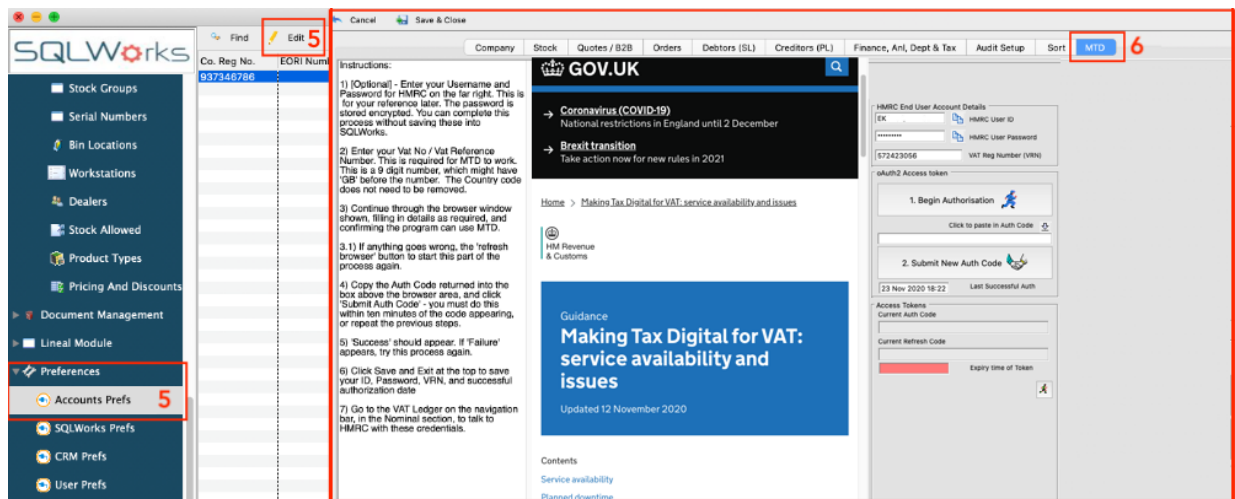 SQLWorks
Stock Groups
Serial Numbers
Bin Locations
Workstations
Dealers
Stock Allowed
Product Types
Pricing And Discounts
Document Management
Lineal Module
Preferences
Accounts Prefs 5
SQLWorks Prefs
CRM Prefs
User Prefs
Find Edit 5
Co. Reg No. EORI Numb
937346786
Cancel Save & Close
Company Stock Quotes / B2B Orders Debtors (SL) Creditors (PL) Finance, Anl, Dept & Tax Audit Setup Sort MTD 6
Instructions:
1) [Optional] - Enter your Username and
Password for HMRC on the far right. This is
for your reference later. The password is
stored encrypted. You can complete this
process without saving these into
SQLWorks.
2) Enter your Vat No / Vat Reference
Number. This is required for MTD to work.
This is a 9 digit number, which might have
'GB' before the number. The Country code
does not need to be removed.
3) Continue through the browser window
shown, filling in details as required, and
confirming the program can use MTD.
3.1) If anything goes wrong, the 'refresh
browser' button to start this part of the
process again.
4) Copy the Auth Code returned into the
box above the browser area, and click
'Submit Auth Code' - you must do this
within ten minutes of the code appearing,
or repeat the previous steps.
5) 'Success' should appear. If 'Failure'
appears, try this process again.
6) Click Save and Exit at the top to save
your ID, Password, VRN, and successful
authorization date
7) Go to the VAT Ledger on the navigation
bar, in the Nominal section, to talk to
HMRC with these credentials.
GOV.UK
→ Coronavirus (COVID-19)
National restrictions in England until 2 December
→ Brexit transition
Take action now for new rules in 2021
Home > Making Tax Digital for VAT: service availability and issues
HM Revenue
& Customs
Guidance
Making Tax Digital for VAT:
service availability and
issues
Updated 12 November 2020
Contents
Service availability
Planned downtime
HMRC End User Account Details
EK HMRC User ID
********* HMRC User Password
572423056 VAT Reg Number (VRN)
oAuth2 Access token
1. Begin Authorisation
Click to paste in Auth Code
2. Submit New Auth Code
23 Nov 2020 18:22 Last Successful Auth
Access Tokens
Current Auth Code
Current Refresh Code
Expiry time of Token